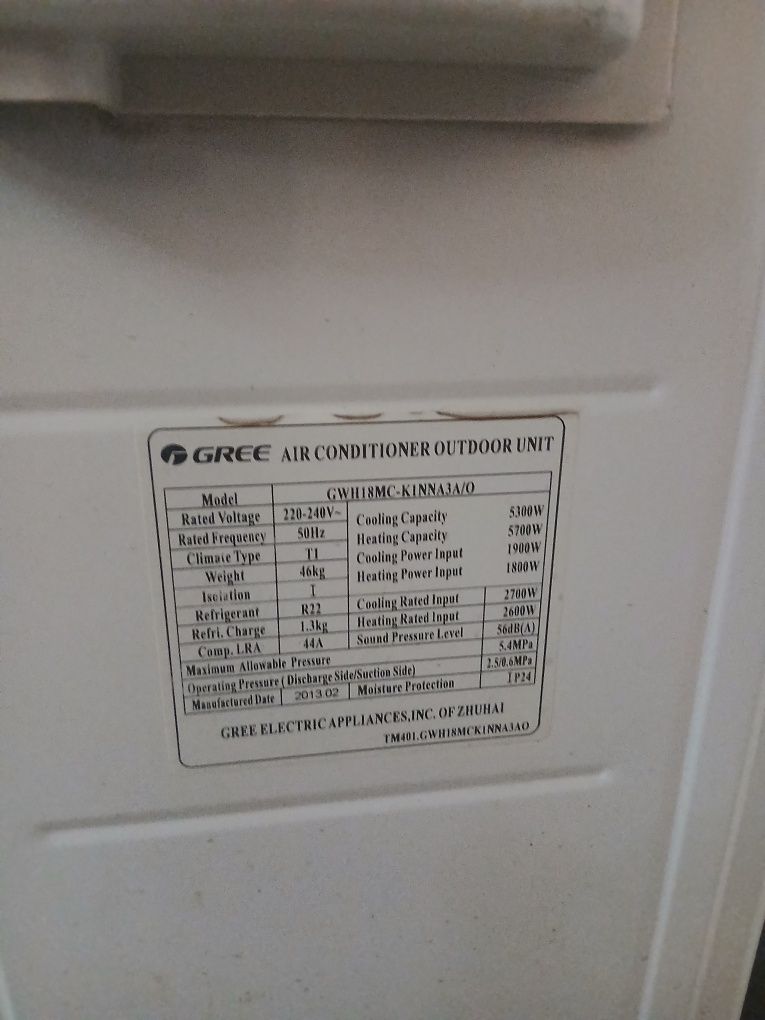 GREE AIR CONDITIONER OUTDOOR UNIT
Model GWH18MC-K1NNA3A/O
Rated Voltage 220-240V~ Cooling Capacity 5300W
Rated Frequency 50Hz Heating Capacity 5700W
Climate Type T1 Cooling Power Input 1900W
Weight 46kg Heating Power Input 1800W
Isolation I
Refrigerant R22 Cooling Rated Input 2700W
Refri. Charge 1.3kg Heating Rated Input 2600W
Comp. LRA 44A Sound Pressure Level 56dB(A)
Maximum Allowable Pressure 5.4MPa
Operating Pressure (Discharge Side/Suction Side) 2.5/0.6MPa
Manufactured Date 2013.02 Moisture Protection IP24
GREE ELECTRIC APPLIANCES,INC. OF ZHUHAI
TM401.GWH18MCK1NNA3AO